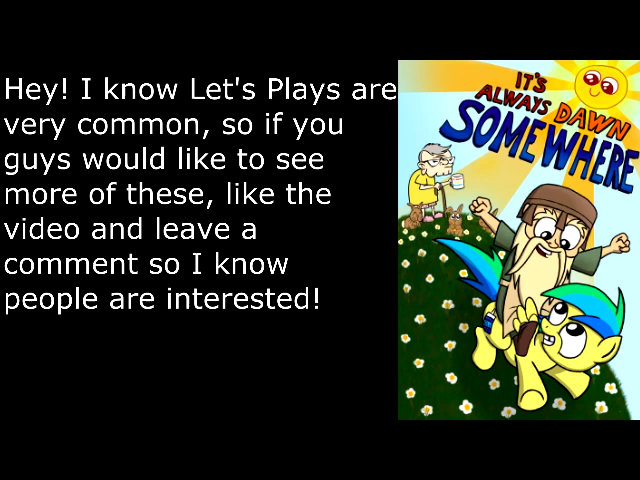 Hey! I know Let's Plays are
very common, so if you
guys would like to see
more of these, like the
video and leave a
comment so I know
people are interested!
IT'S
ALWAYS DAWN
SOMEWHERE